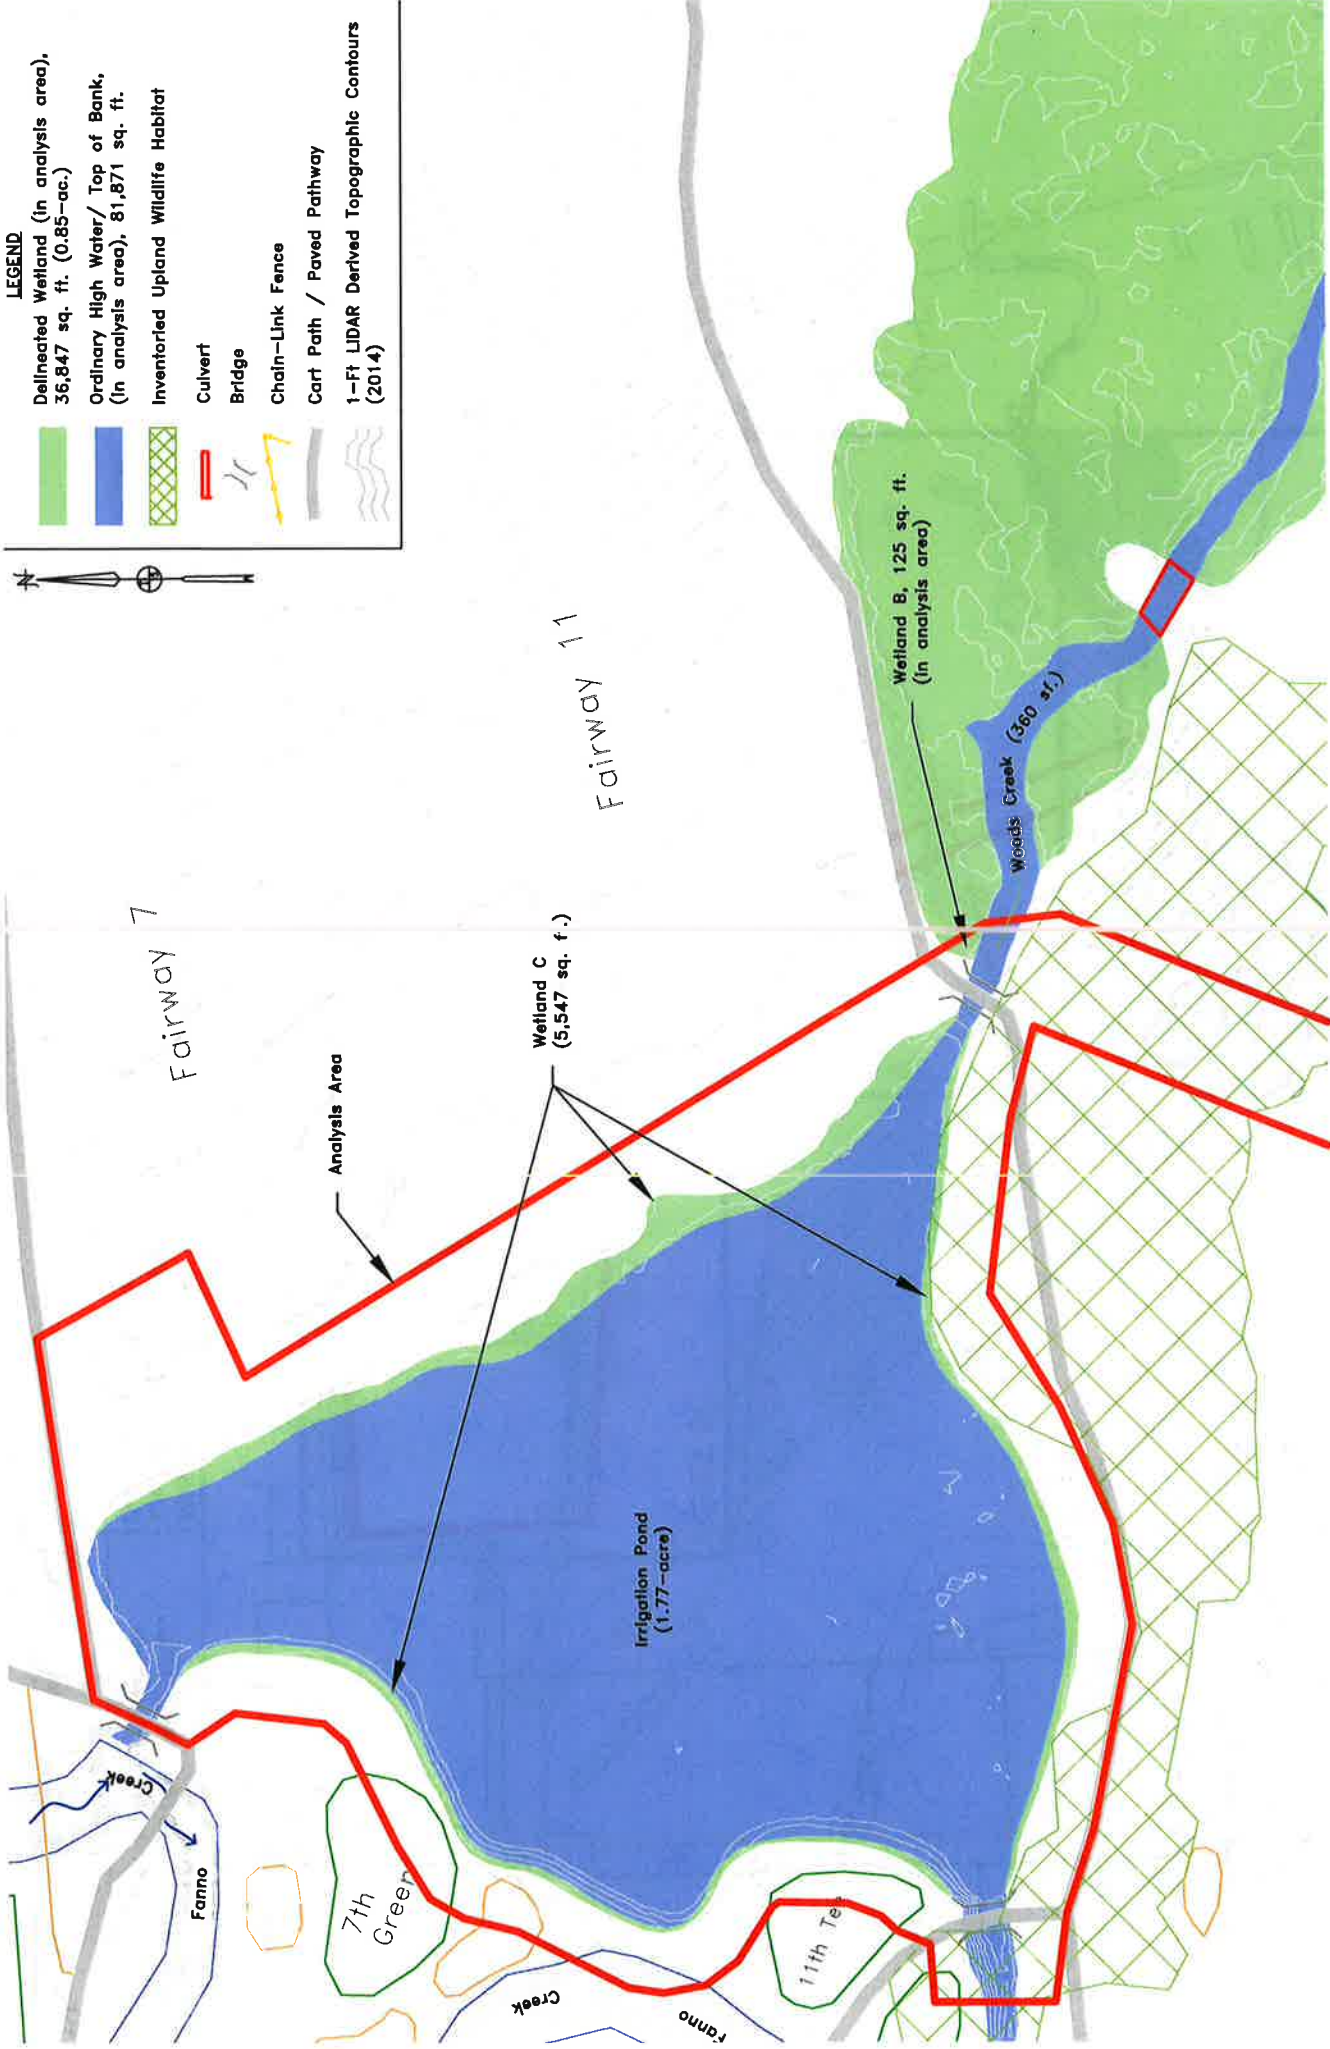 LEGEND
Delineated Wetland (in analysis area),
36,847 sq. ft. (0.85-ac.)
Ordinary High Water/ Top of Bank,
(in analysis area), 81,871 sq. ft.
Inventoried Upland Wildlife Habitat
Culvert
Bridge
Chain-Link Fence
Cart Path / Paved Pathway
1-Ft LIDAR Derived Topographic Contours
(2014)
N
Fairway 7
Fairway 11
Analysis Area
Wetland C
(5,547 sq. f.)
Wetland B, 125 sq. ft.
(in analysis area)
Woods Creek (360 sf.)
Irrigation Pond
(1.77-acre)
Creek
Fanno
7th
Green
11th Tee
Creek
Fanno